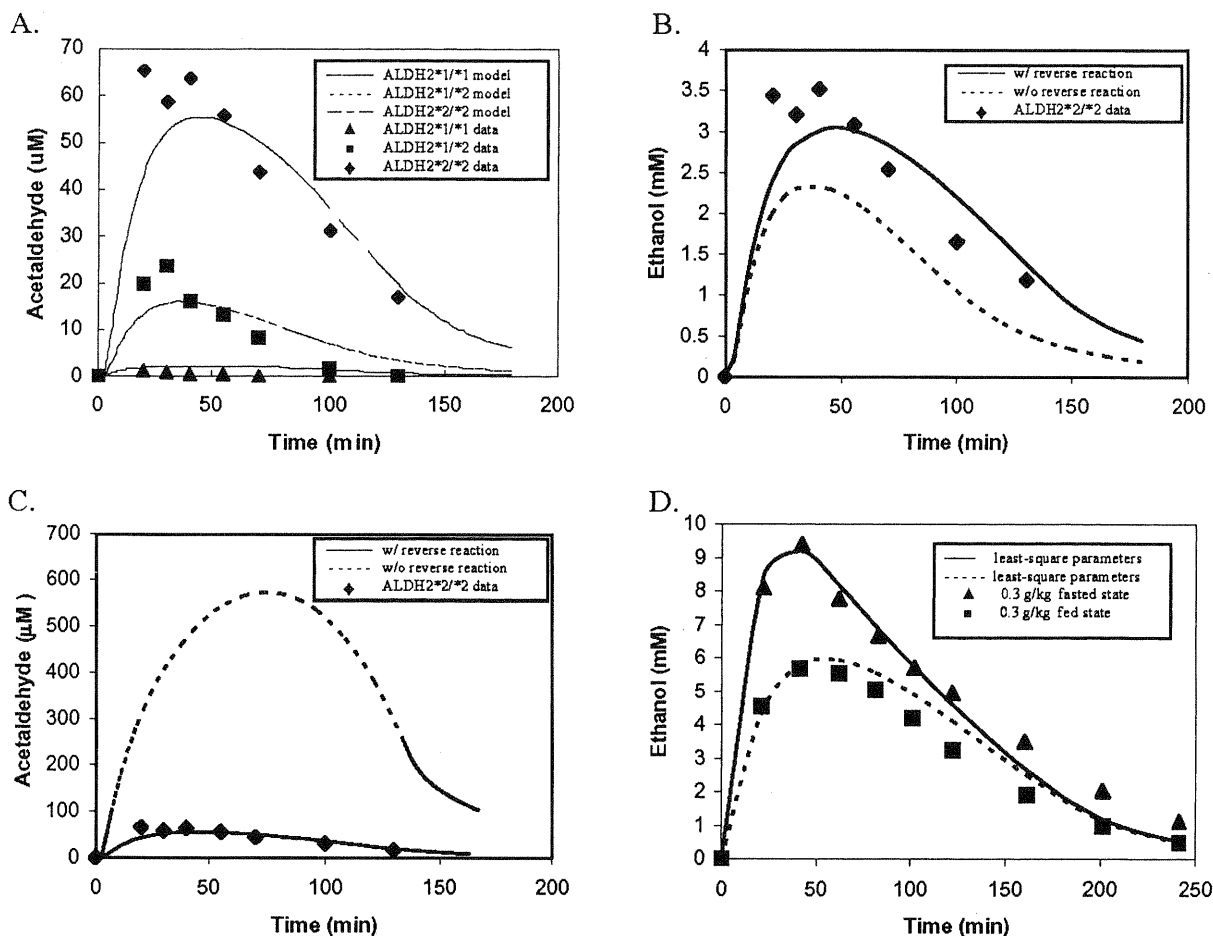 A.
70
60
50
40
30
20
10
0
Acetaldehyde (uM)
ALDH2*1/*1 model
ALDH2*1/*2 model
ALDH2*2/*2 model
ALDH2*1/*1 data
ALDH2*1/*2 data
ALDH2*2/*2 data
0 50 100 150 200
Time (min)
B.
4
3.5
3
2.5
2
1.5
1
0.5
0
Ethanol (mM)
w/ reverse reaction
w/o reverse reaction
ALDH2*2/*2 data
0 50 100 150 200
Time (min)
C.
700
600
500
400
300
200
100
0
Acetaldehyde (µM)
w/ reverse reaction
w/o reverse reaction
ALDH2*2/*2 data
0 50 100 150 200
Time (min)
D.
10
9
8
7
6
5
4
3
2
1
0
Ethanol (mM)
least-square parameters
least-square parameters
0.3 g/kg fasted state
0.3 g/kg fed state
0 50 100 150 200 250
Time (min)